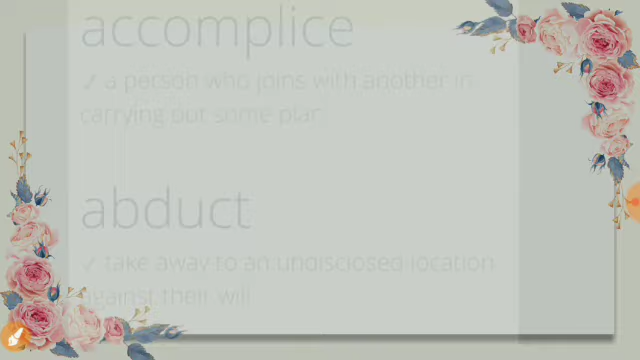 accomplice
✓ a person who joins with another in
carrying out some plan
abduct
✓ take away to an undisclosed location
against their will